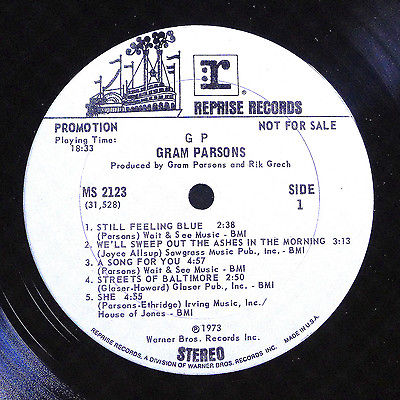 r
REPRISE RECORDS
PROMOTION
NOT FOR SALE
Playing Time:
18:33
G P
GRAM PARSONS
Produced by Gram Parsons and Rik Grech
MS 2123
(31,528)
SIDE
1
1. STILL FEELING BLUE 2:38
(Parsons) Wait & See Music - BMI
2. WE'LL SWEEP OUT THE ASHES IN THE MORNING 3:13
(Joyce Allsup) Sawgrass Music Pub., Inc. - BMI
3. A SONG FOR YOU 4:57
(Parsons) Wait & See Music - BMI
4. STREETS OF BALTIMORE 2:50
(Glaser-Howard) Glaser Pub., Inc. - BMI
5. SHE 4:55
(Parsons-Ethridge) Irving Music, Inc./
House of Jones - BMI
℗1973
Warner Bros. Records Inc.
STEREO
REPRISE RECORDS, A DIVISION OF WARNER BROS. RECORDS INC. MADE IN U.S.A.